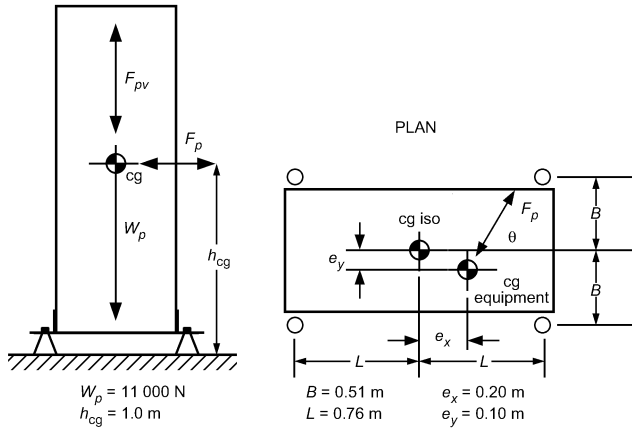 F_pv
F_p
cg
W_p
h_cg
W_p = 11 000 N
h_cg = 1.0 m
PLAN
cg iso
F_p
θ
B
e_y
cg
equipment
B
e_x
L
L
B = 0.51 m
L = 0.76 m
e_x = 0.20 m
e_y = 0.10 m